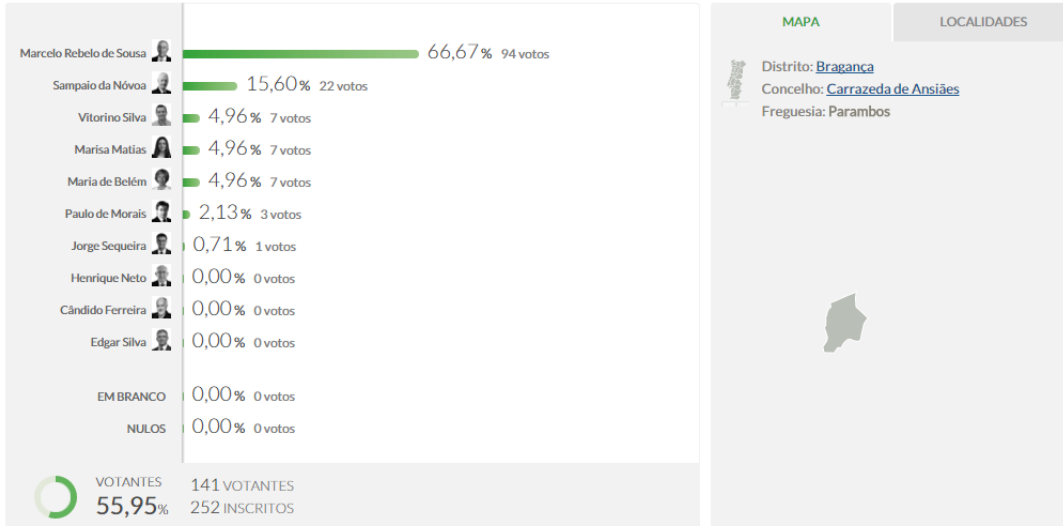 Marcelo Rebelo de Sousa 66,67% 94 votos
Sampaio da Nóvoa 15,60% 22 votos
Vitorino Silva 4,96% 7 votos
Marisa Matias 4,96% 7 votos
Maria de Belém 4,96% 7 votos
Paulo de Morais 2,13% 3 votos
Jorge Sequeira 0,71% 1 votos
Henrique Neto 0,00% 0 votos
Cândido Ferreira 0,00% 0 votos
Edgar Silva 0,00% 0 votos
EM BRANCO 0,00% 0 votos
NULOS 0,00% 0 votos
VOTANTES
55,95%
141 VOTANTES
252 INSCRITOS
MAPA
LOCALIDADES
Distrito: Bragança
Concelho: Carrazeda de Ansiães
Freguesia: Parambos